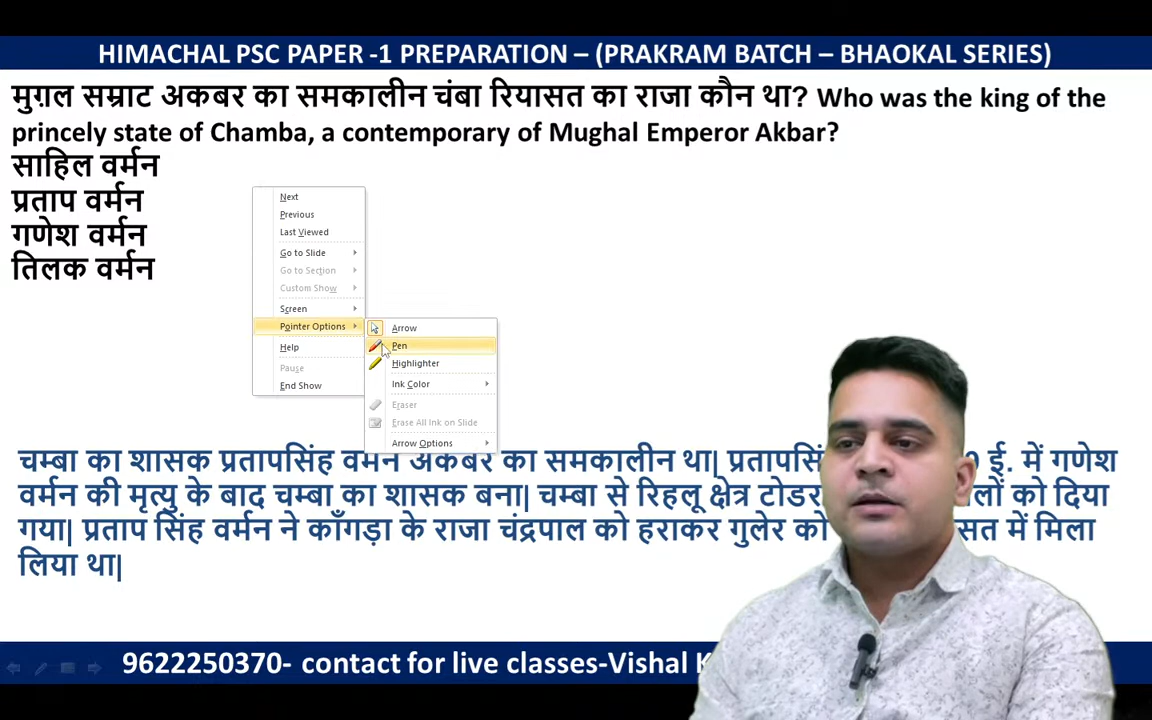 HIMACHAL PSC PAPER -1 PREPARATION – (PRAKRAM BATCH – BHAOKAL SERIES)
मुग़ल सम्राट अकबर का समकालीन चंबा रियासत का राजा कौन था? Who was the king of the
princely state of Chamba, a contemporary of Mughal Emperor Akbar?
साहिल वर्मन
प्रताप वर्मन
गणेश वर्मन
तिलक वर्मन
Next
Previous
Last Viewed
Go to Slide
Go to Section
Custom Show
Screen
Pointer Options
Help
Pause
End Show
Arrow
Pen
Highlighter
Ink Color
Eraser
Erase All Ink on Slide
Arrow Options
चम्बा का शासक प्रतापसिंह वर्मन अकबर का समकालीन था| ई. में गणेश
वर्मन की मृत्यु के बाद चम्बा का शासक बना| चम्बा से रिहलू क्षेत्र को दिया
गया| प्रताप सिंह वर्मन ने काँगड़ा के राजा चंद्रपाल को हराकर गुलेर को में मिला
लिया था|
9622250370- contact for live classes-Vishal